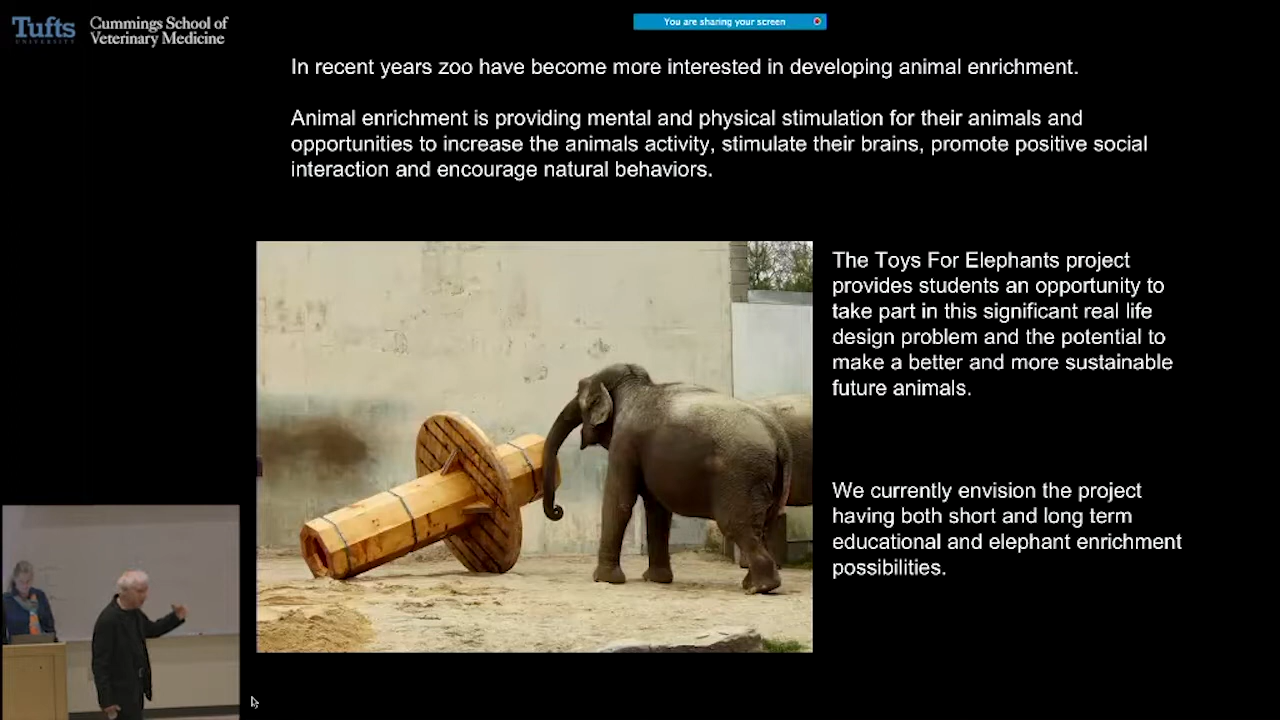 Tufts
UNIVERSITY
Cummings School of
Veterinary Medicine
You are sharing your screen
In recent years zoo have become more interested in developing animal enrichment.
Animal enrichment is providing mental and physical stimulation for their animals and
opportunities to increase the animals activity, stimulate their brains, promote positive social
interaction and encourage natural behaviors.
The Toys For Elephants project
provides students an opportunity to
take part in this significant real life
design problem and the potential to
make a better and more sustainable
future animals.
We currently envision the project
having both short and long term
educational and elephant enrichment
possibilities.